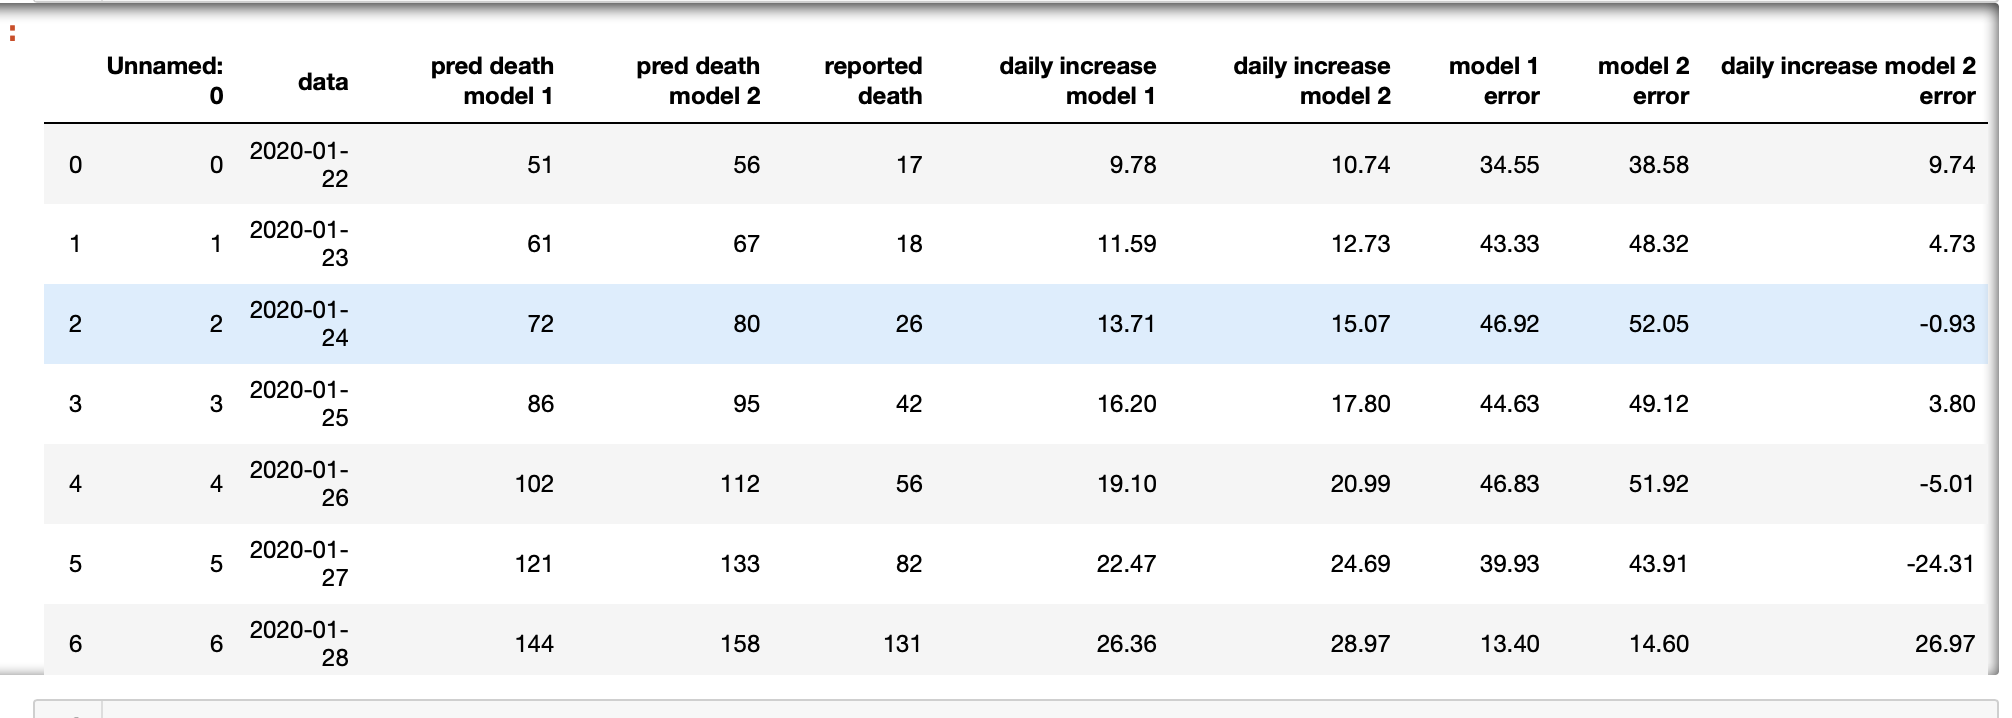 :
Unnamed: 0 data pred death model 1 pred death model 2 reported death daily increase model 1 daily increase model 2 model 1 error model 2 error daily increase model 2 error
0 0 2020-01-22 51 56 17 9.78 10.74 34.55 38.58 9.74
1 1 2020-01-23 61 67 18 11.59 12.73 43.33 48.32 4.73
2 2 2020-01-24 72 80 26 13.71 15.07 46.92 52.05 -0.93
3 3 2020-01-25 86 95 42 16.20 17.80 44.63 49.12 3.80
4 4 2020-01-26 102 112 56 19.10 20.99 46.83 51.92 -5.01
5 5 2020-01-27 121 133 82 22.47 24.69 39.93 43.91 -24.31
6 6 2020-01-28 144 158 131 26.36 28.97 13.40 14.60 26.97